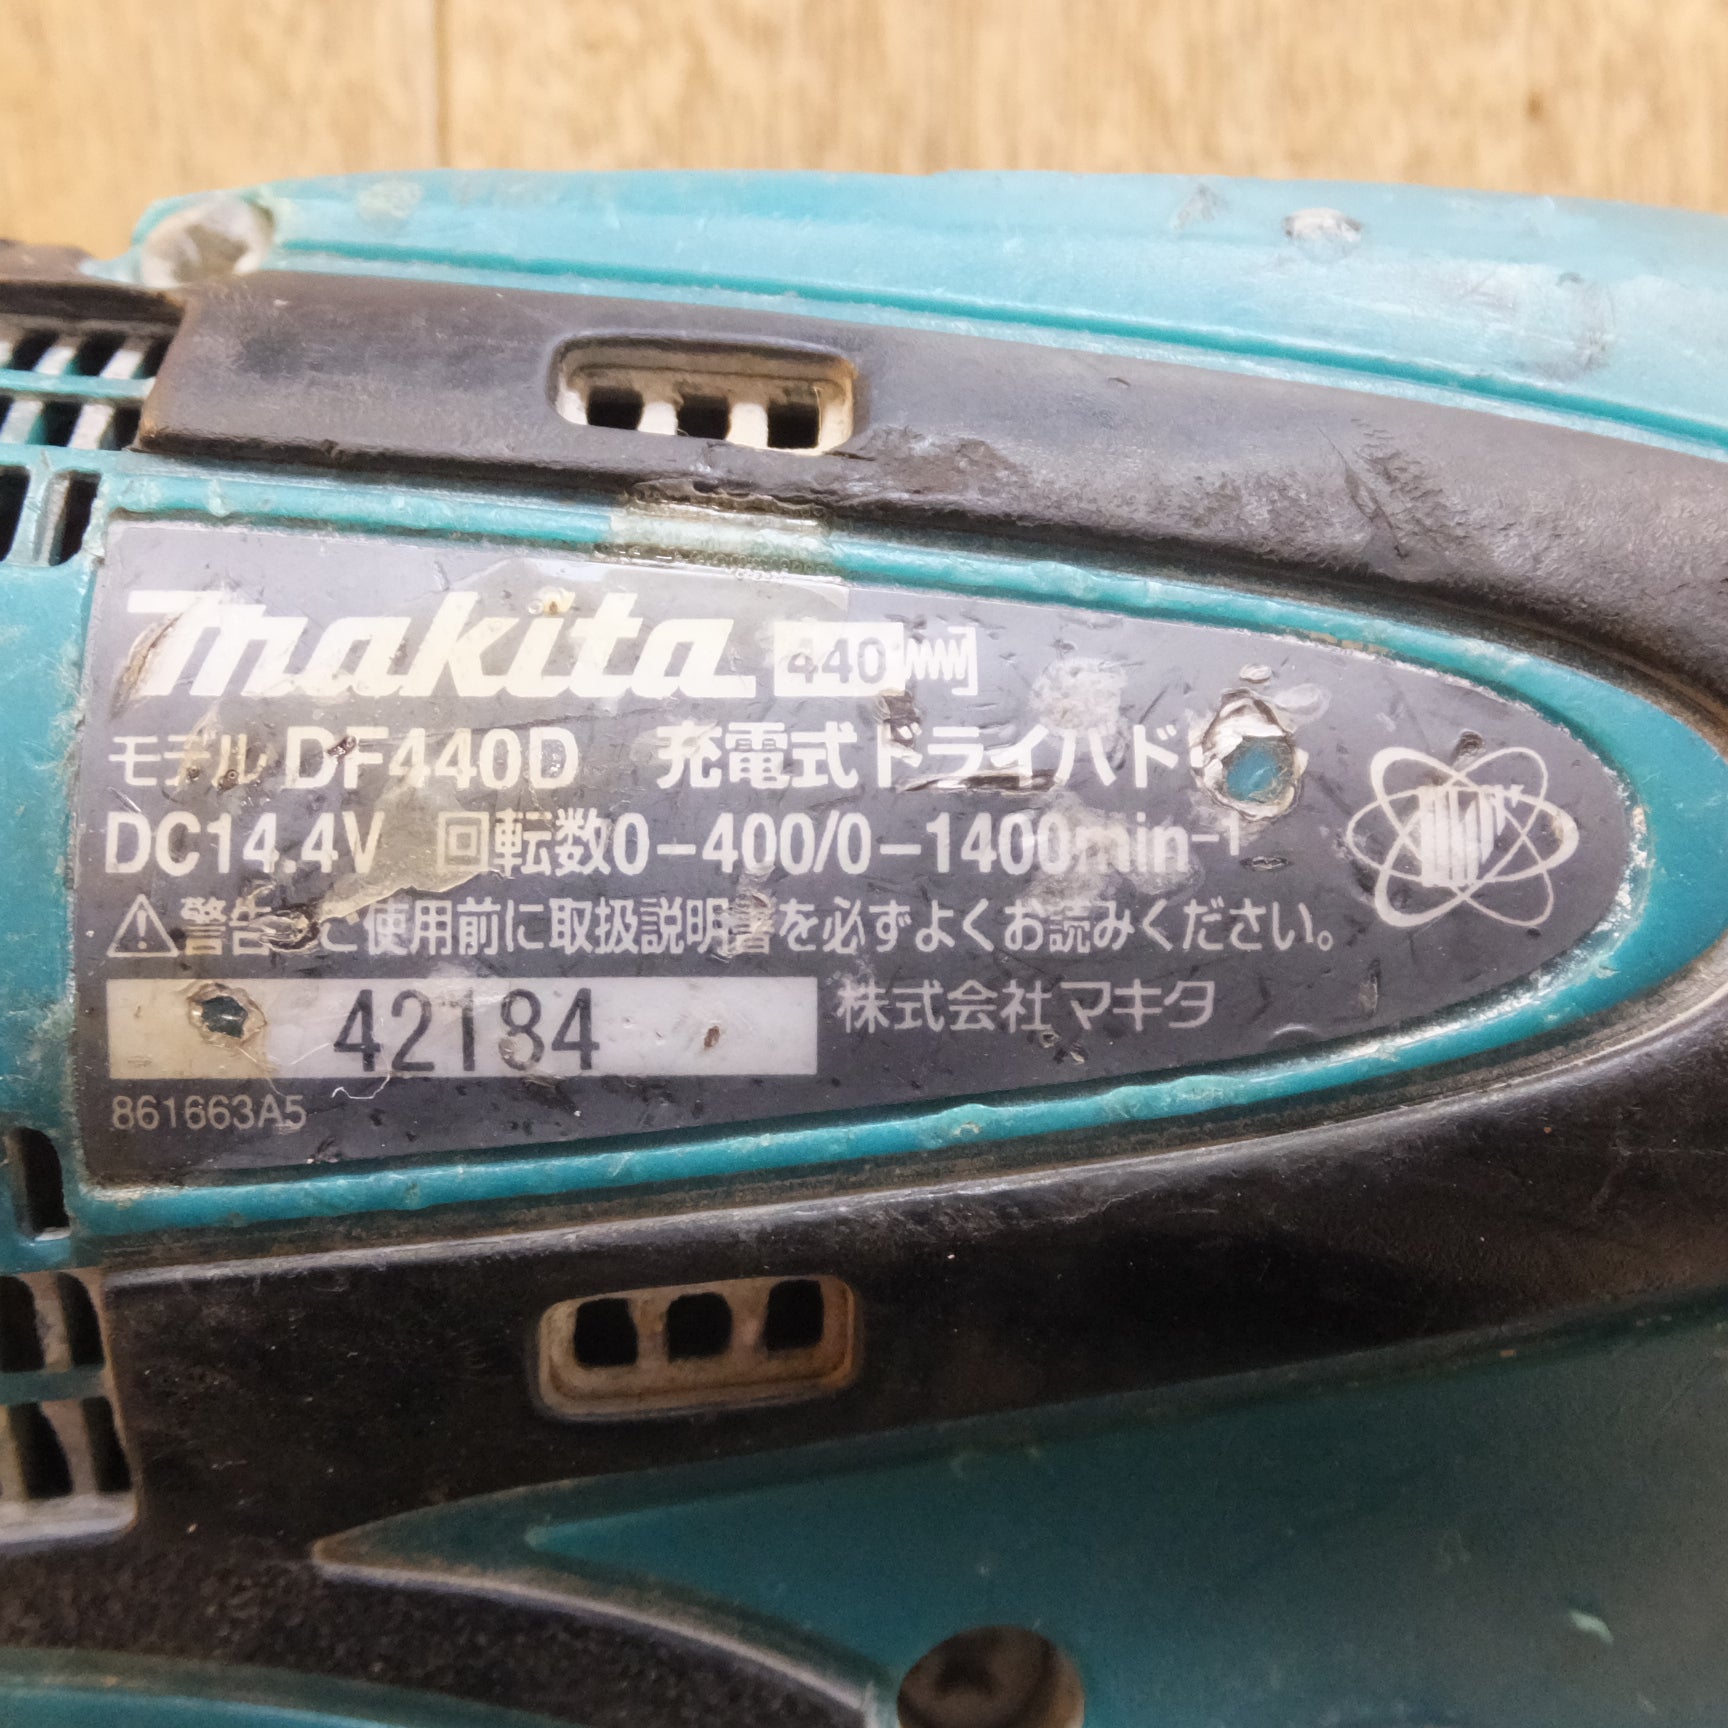 makita 440
モデル DF440D 充電式ドライバド
DC14.4V 回転数0-400/0-1400min⁻¹
⚠警告 ご使用前に取扱説明書を必ずよくお読みください。
42184 株式会社マキタ
861663A5